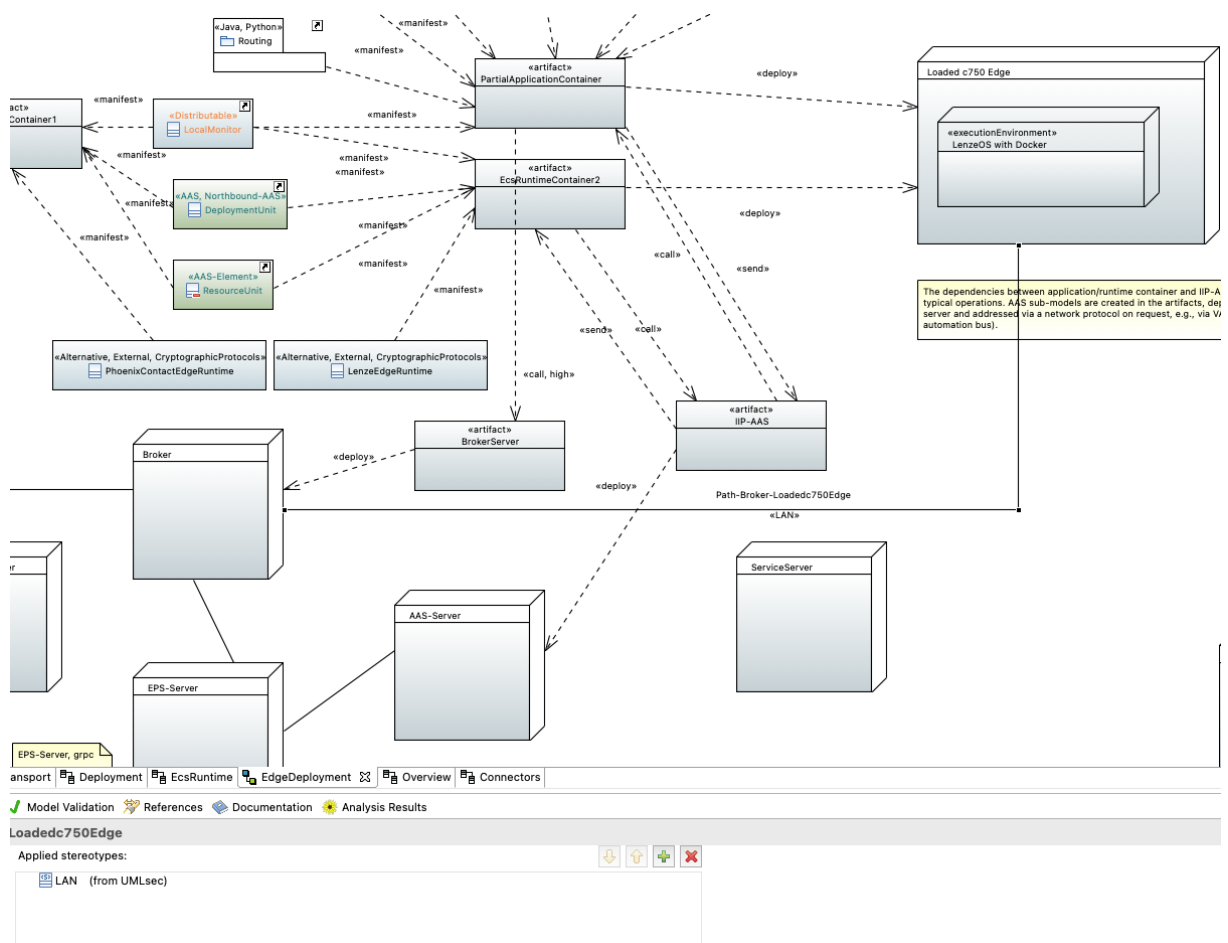 «Java, Python»
Routing
«manifest»
«manifest»
«artifact»
PartialApplicationContainer
«deploy»
Loaded c750 Edge
«executionEnvironment»
LenzeOS with Docker
act»
Container1
«manifest»
«Distributable»
LocalMonitor
«manifest»
«manifest»
«manifest»
«manifest»
«artifact»
EcsRuntimeContainer2
«AAS, Northbound-AAS»
DeploymentUnit
«manifest»
«manifest»
«deploy»
«manifest»
«manifest»
«call»
«send»
«AAS-Element»
ResourceUnit
«manifest»
The dependencies between application/runtime container and IIP-A
typical operations. AAS sub-models are created in the artifacts, dep
server and addressed via a network protocol on request, e.g., via VA
automation bus).
«send»
«call»
«Alternative, External, CryptographicProtocols»
PhoenixContactEdgeRuntime
«Alternative, External, CryptographicProtocols»
LenzeEdgeRuntime
«call, high»
«artifact»
IIP-AAS
«artifact»
BrokerServer
Broker
«deploy»
«deploy»
Path-Broker-Loadedc750Edge
«LAN»
er
ServiceServer
AAS-Server
EPS-Server
EPS-Server, grpc
ansport
Deployment
EcsRuntime
EdgeDeployment
Overview
Connectors
Model Validation
References
Documentation
Analysis Results
Loadedc750Edge
Applied stereotypes:
LAN (from UMLsec)